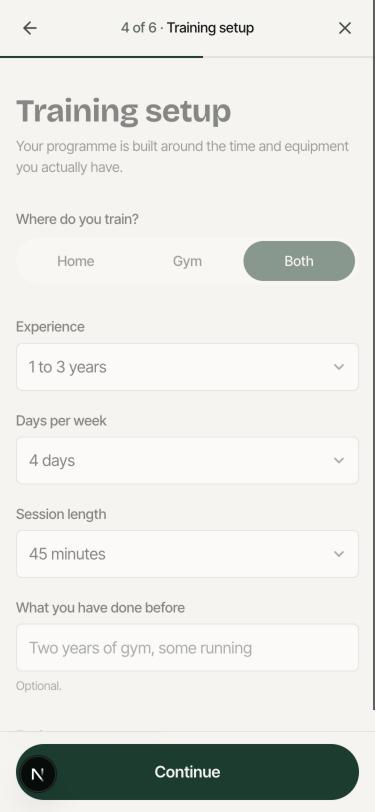 4 of 6 · Training setup
Training setup
Your programme is built around the time and equipment
you actually have.
Where do you train?
Home
Gym
Both
Experience
1 to 3 years
Days per week
4 days
Session length
45 minutes
What you have done before
Two years of gym, some running
Optional.
N
Continue